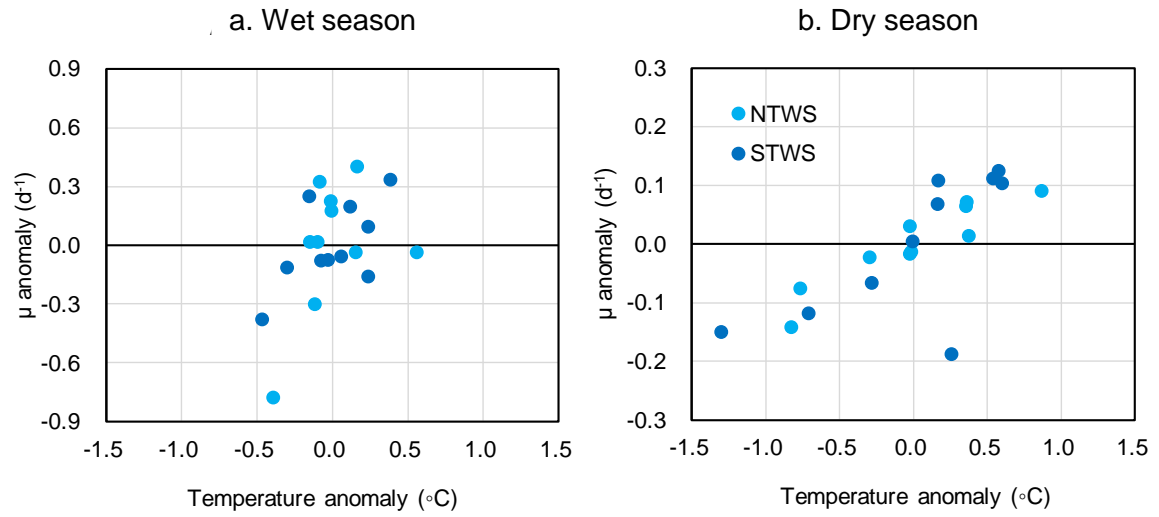 a. Wet season
0.9
0.6
0.3
0.0
-0.3
-0.6
-0.9
µ anomaly (d-1)
-1.5 -1.0 -0.5 0.0 0.5 1.0 1.5
Temperature anomaly (◦C)
b. Dry season
0.3
0.2
0.1
0.0
-0.1
-0.2
-0.3
µ anomaly (d-1)
NTWS
STWS
-1.5 -1.0 -0.5 0.0 0.5 1.0 1.5
Temperature anomaly (◦C)